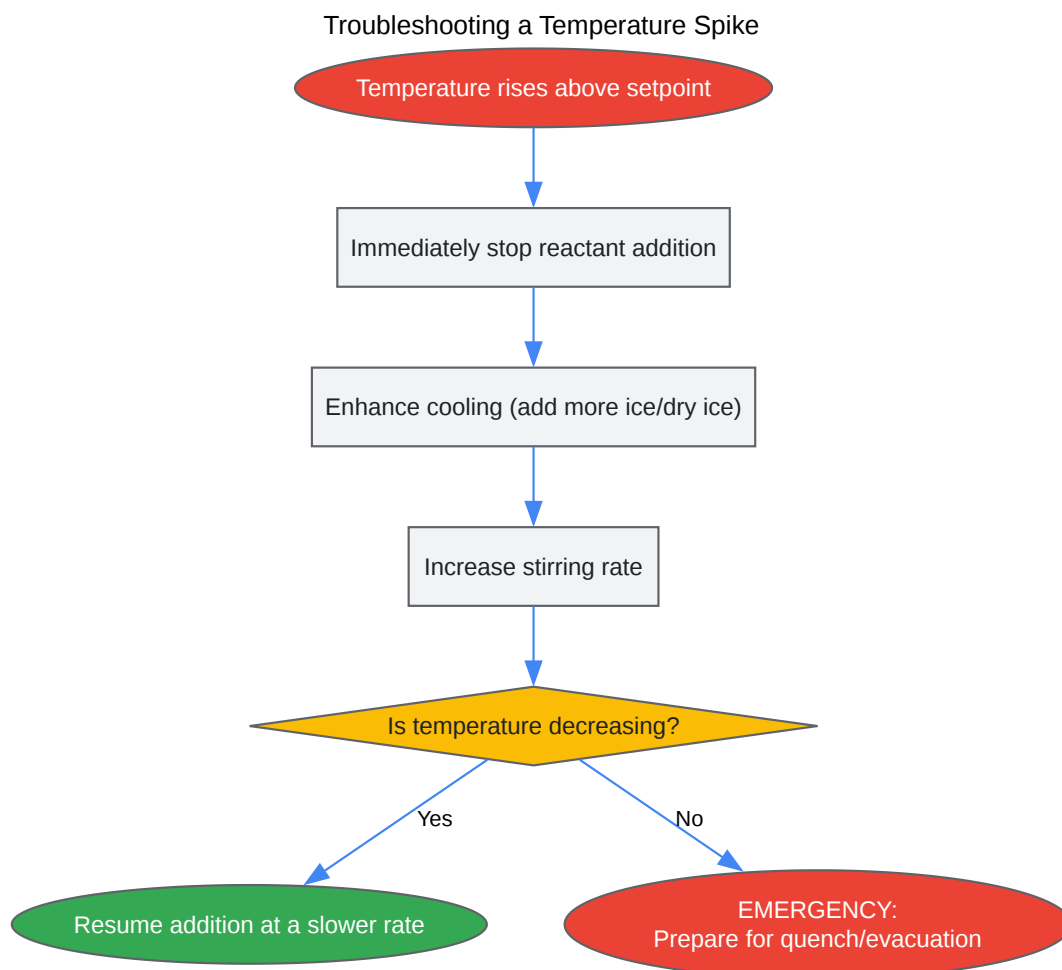 Troubleshooting a Temperature Spike
Temperature rises above setpoint
Immediately stop reactant addition
Enhance cooling (add more ice/dry ice)
Increase stirring rate
Is temperature decreasing?
Yes
No
Resume addition at a slower rate
EMERGENCY:
Prepare for quench/evacuation